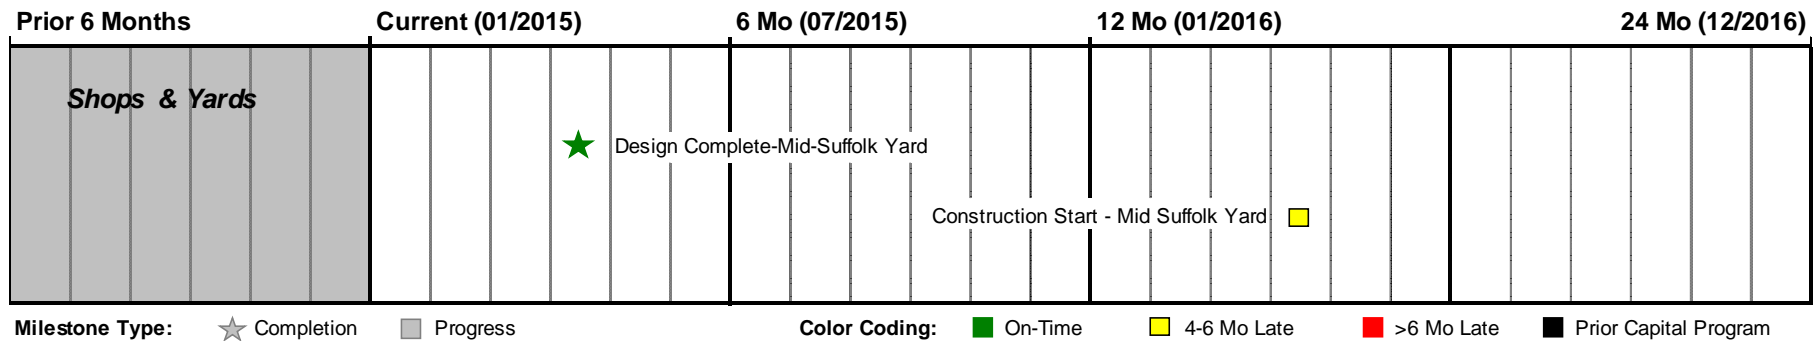 Prior 6 Months Current (01/2015) 6 Mo (07/2015) 12 Mo (01/2016) 24 Mo (12/2016)
Shops & Yards
Design Complete-Mid-Suffolk Yard
Construction Start - Mid Suffolk Yard
Milestone Type: Completion Progress Color Coding: On-Time 4-6 Mo Late >6 Mo Late Prior Capital Program